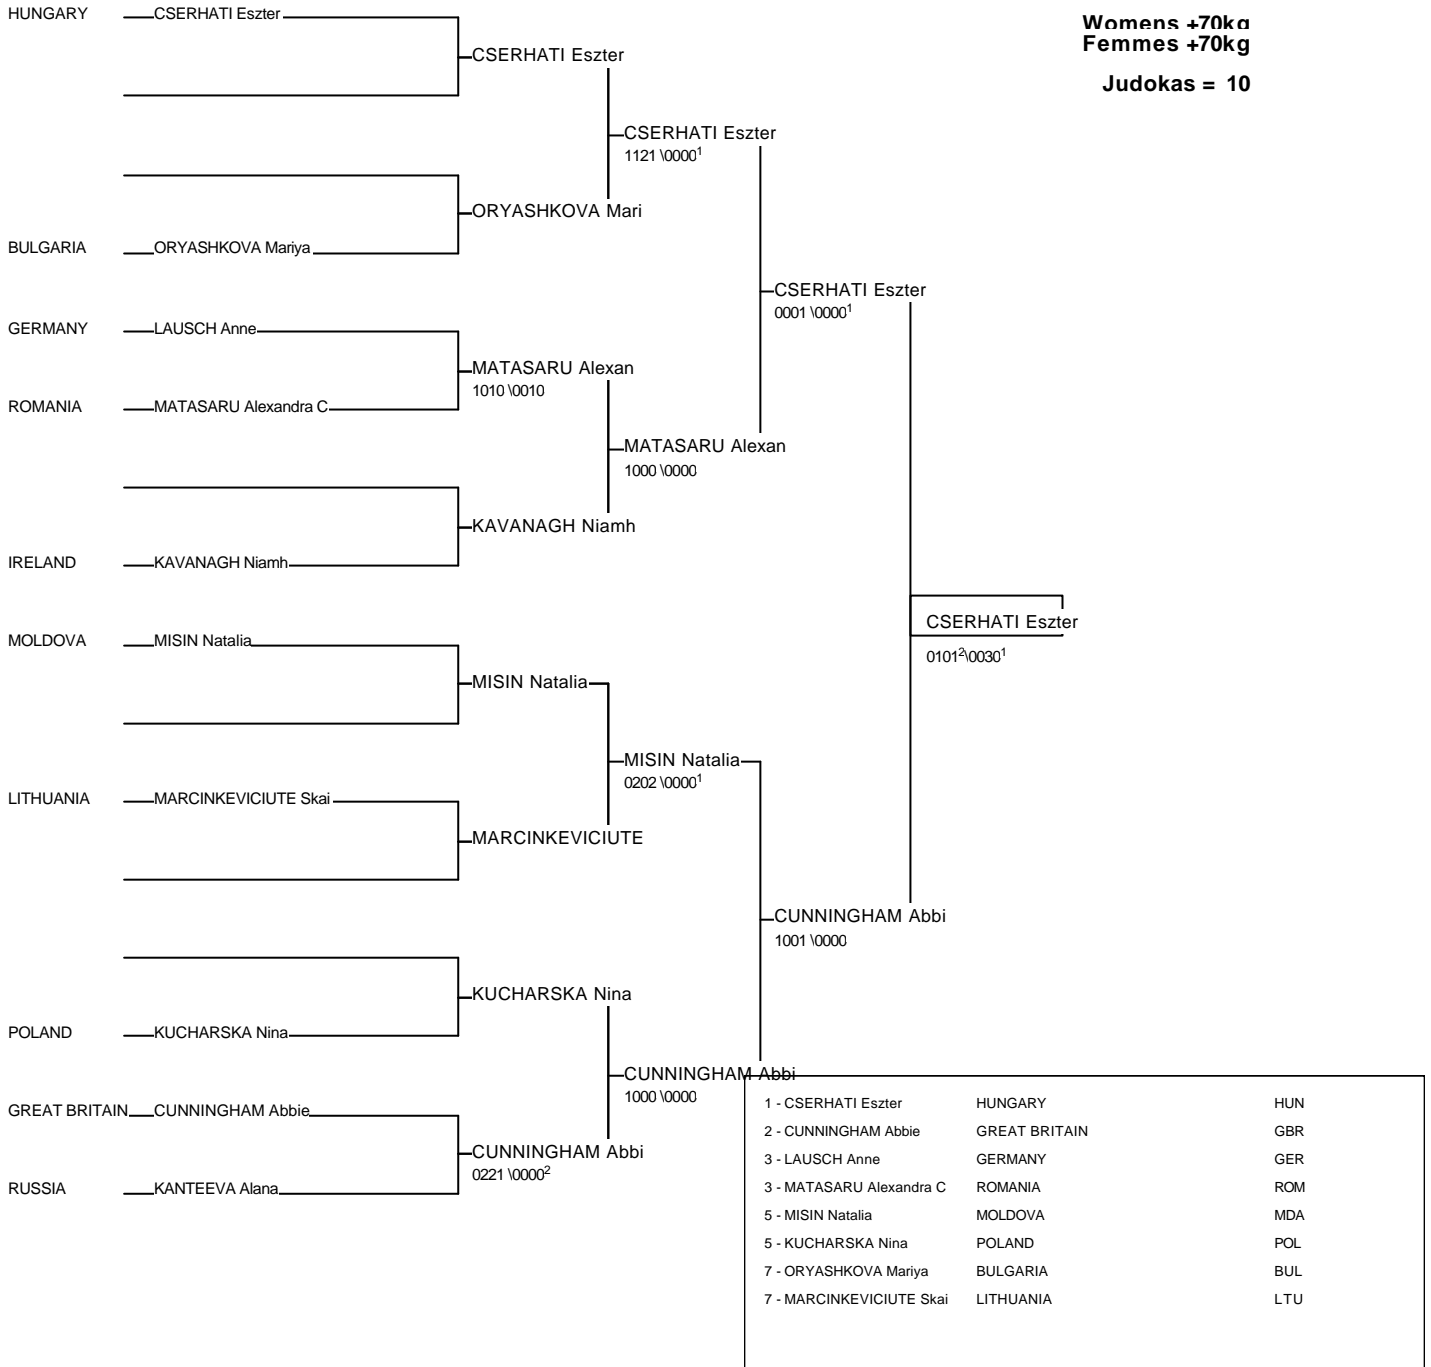 HUNGARY CSERHATI Eszter
Womens +70kg
Femmes +70kg
CSERHATI Eszter
Judokas = 10
CSERHATI Eszter
1121 \0000¹
ORYASHKOVA Mari
BULGARIA ORYASHKOVA Mariya
CSERHATI Eszter
0001 \0000¹
GERMANY LAUSCH Anne
MATASARU Alexan
1010 \0010
ROMANIA MATASARU Alexandra C
MATASARU Alexan
1000 \0000
KAVANAGH Niamh
IRELAND KAVANAGH Niamh
CSERHATI Eszter
0101²\0030¹
MOLDOVA MISIN Natalia
MISIN Natalia
MISIN Natalia
0202 \0000¹
LITHUANIA MARCINKEVICIUTE Skai
MARCINKEVICIUTE
CUNNINGHAM Abbi
1001 \0000
KUCHARSKA Nina
POLAND KUCHARSKA Nina
CUNNINGHAM Abbi
1000 \0000
GREAT BRITAIN CUNNINGHAM Abbie
CUNNINGHAM Abbi
0221 \0000²
RUSSIA KANTEEVA Alana
1 - CSERHATI Eszter HUNGARY HUN
2 - CUNNINGHAM Abbie GREAT BRITAIN GBR
3 - LAUSCH Anne GERMANY GER
3 - MATASARU Alexandra C ROMANIA ROM
5 - MISIN Natalia MOLDOVA MDA
5 - KUCHARSKA Nina POLAND POL
7 - ORYASHKOVA Mariya BULGARIA BUL
7 - MARCINKEVICIUTE Skai LITHUANIA LTU